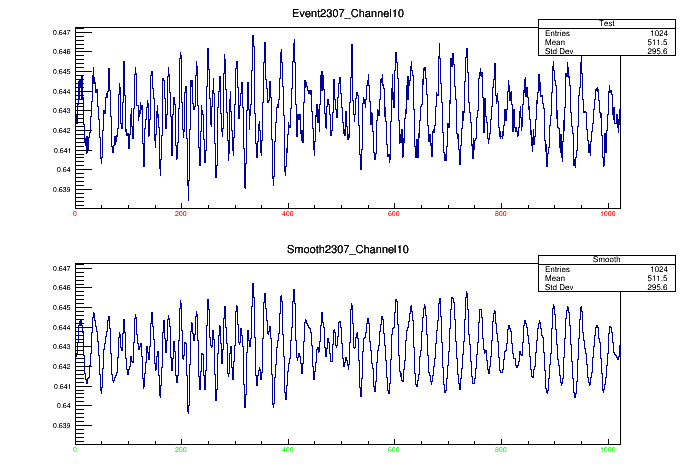 Event2307_Channel10
Test
Entries 1024
Mean 511.5
Std Dev 295.6
0.647
0.646
0.645
0.644
0.643
0.642
0.641
0.64
0.639
0 200 400 600 800 1000
Smooth2307_Channel10
Smooth
Entries 1024
Mean 511.5
Std Dev 295.6
0.647
0.646
0.645
0.644
0.643
0.642
0.641
0.64
0.639
0 200 400 600 800 1000